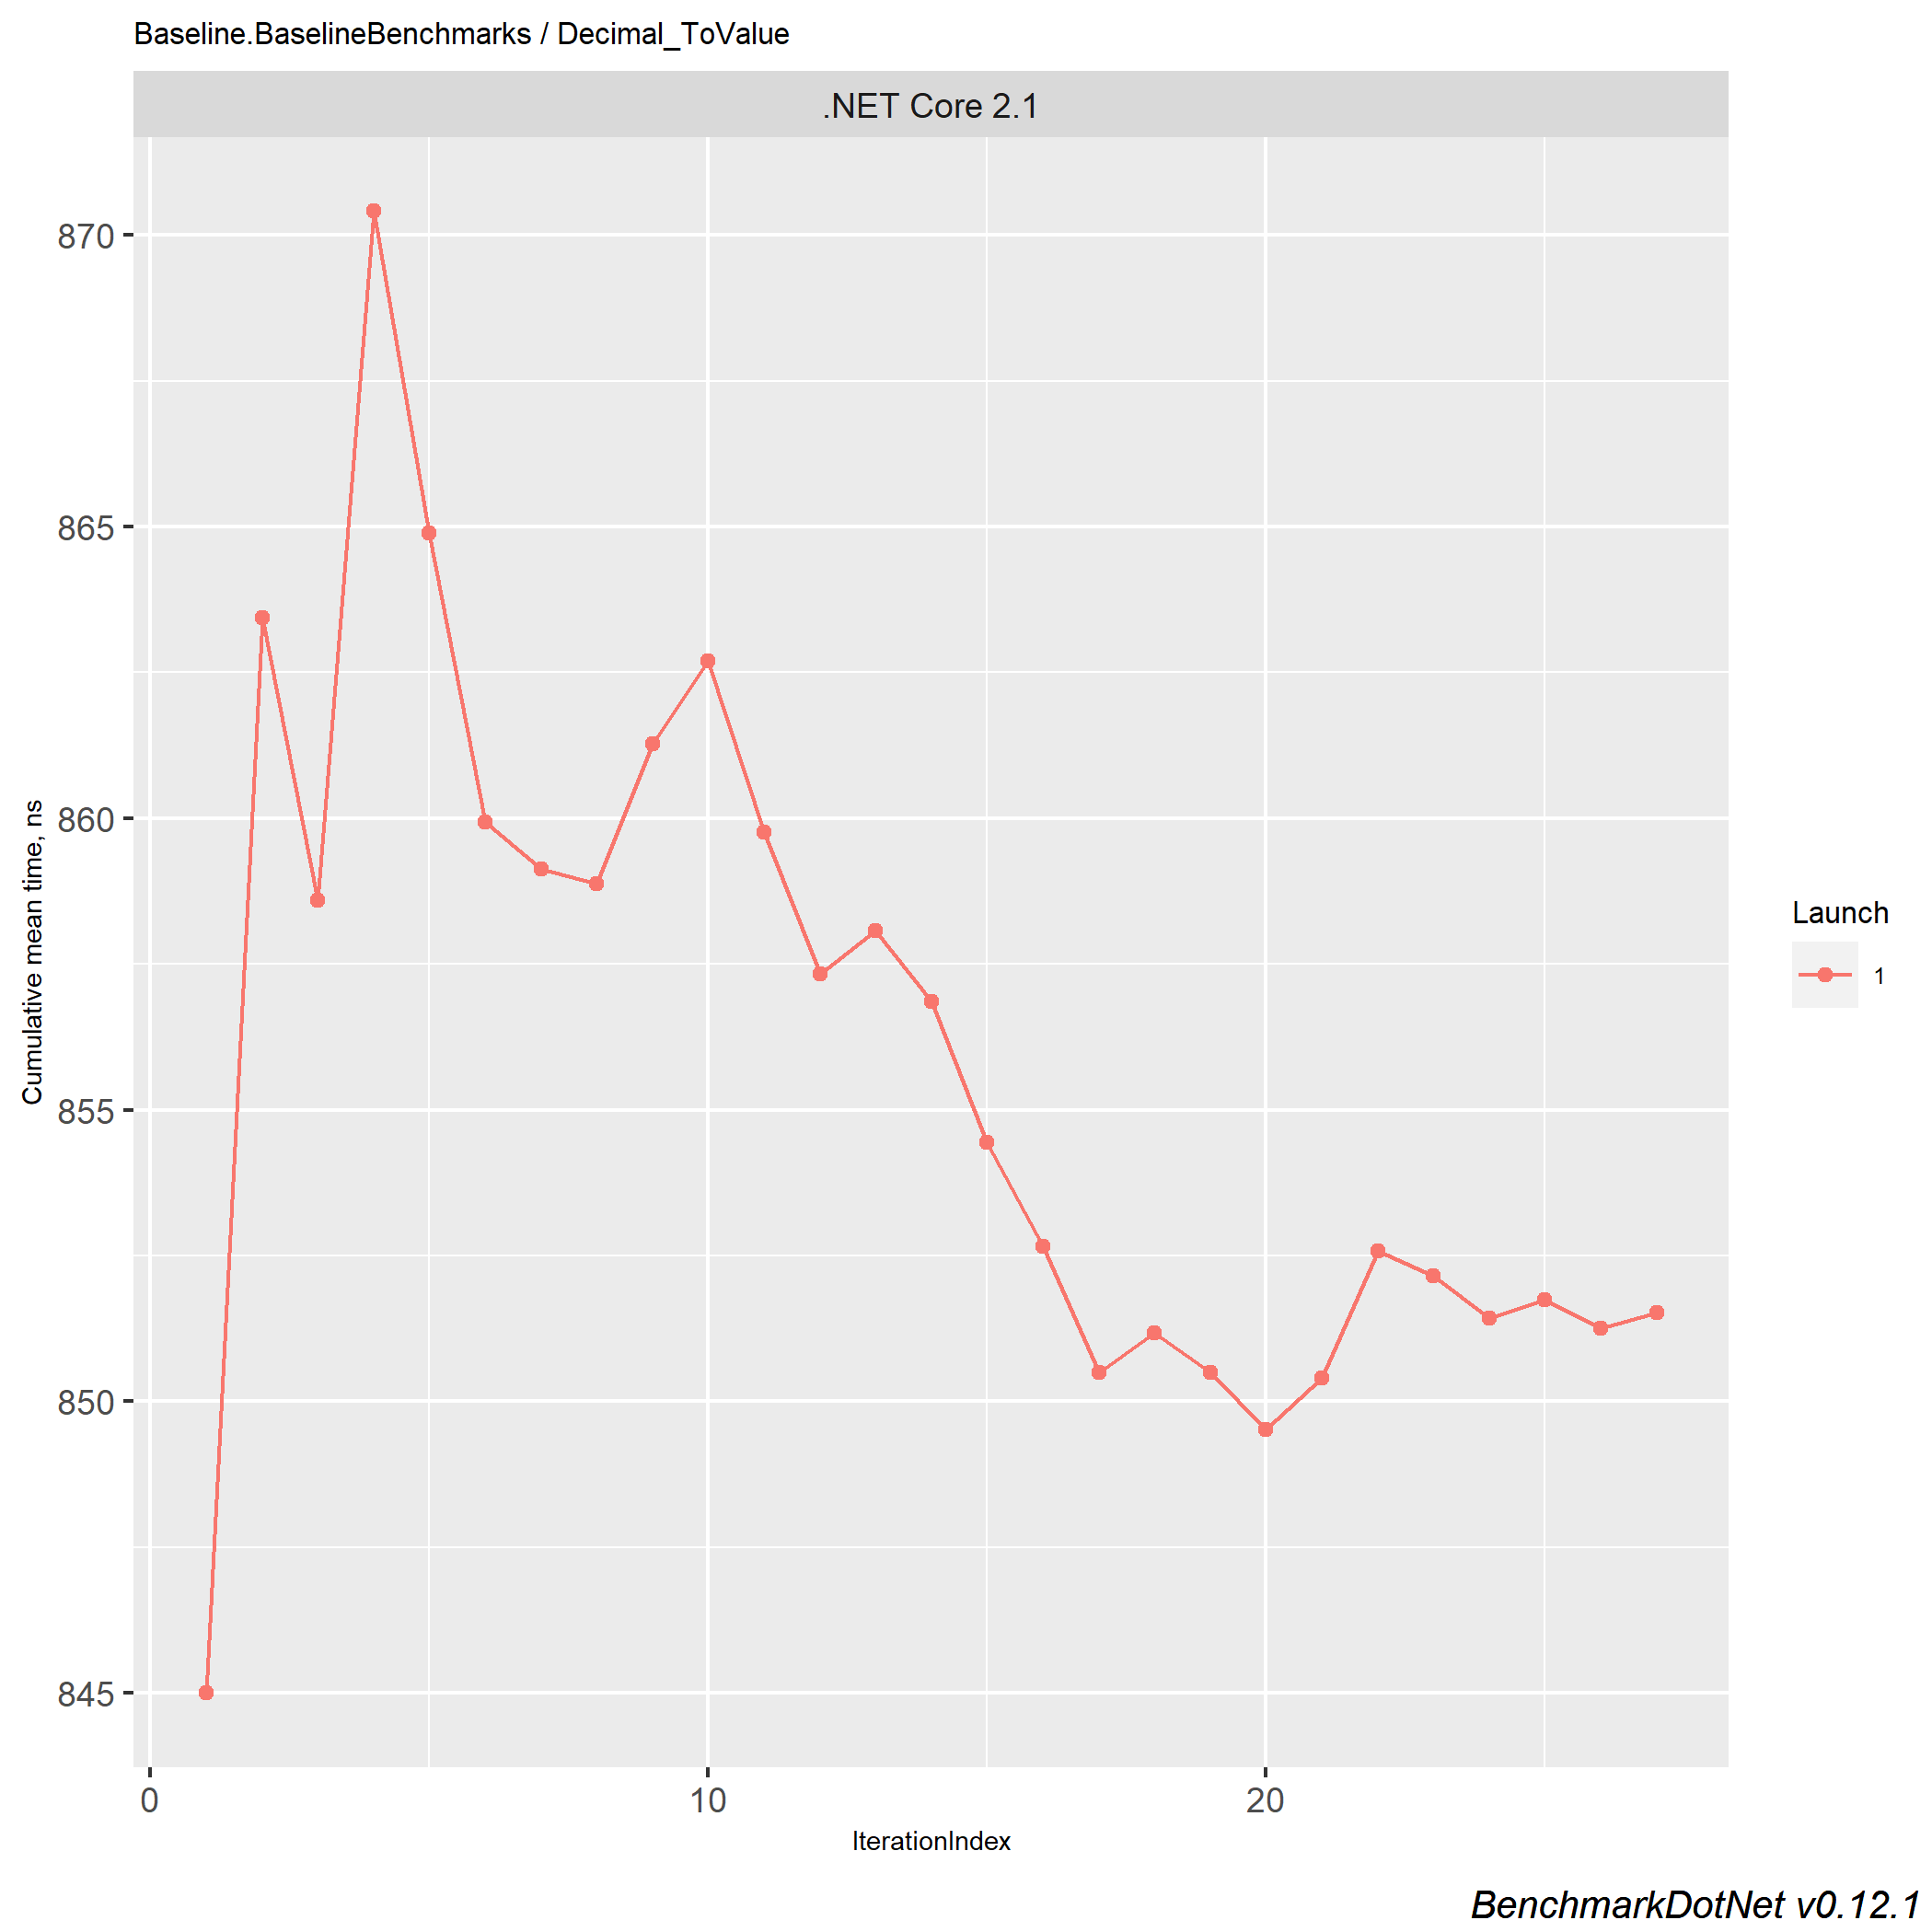 Baseline.BaselineBenchmarks / Decimal_ToValue
.NET Core 2.1
870
865
860
855
850
845
Cumulative mean time, ns
0 10 20
IterationIndex
Launch
1
BenchmarkDotNet v0.12.1